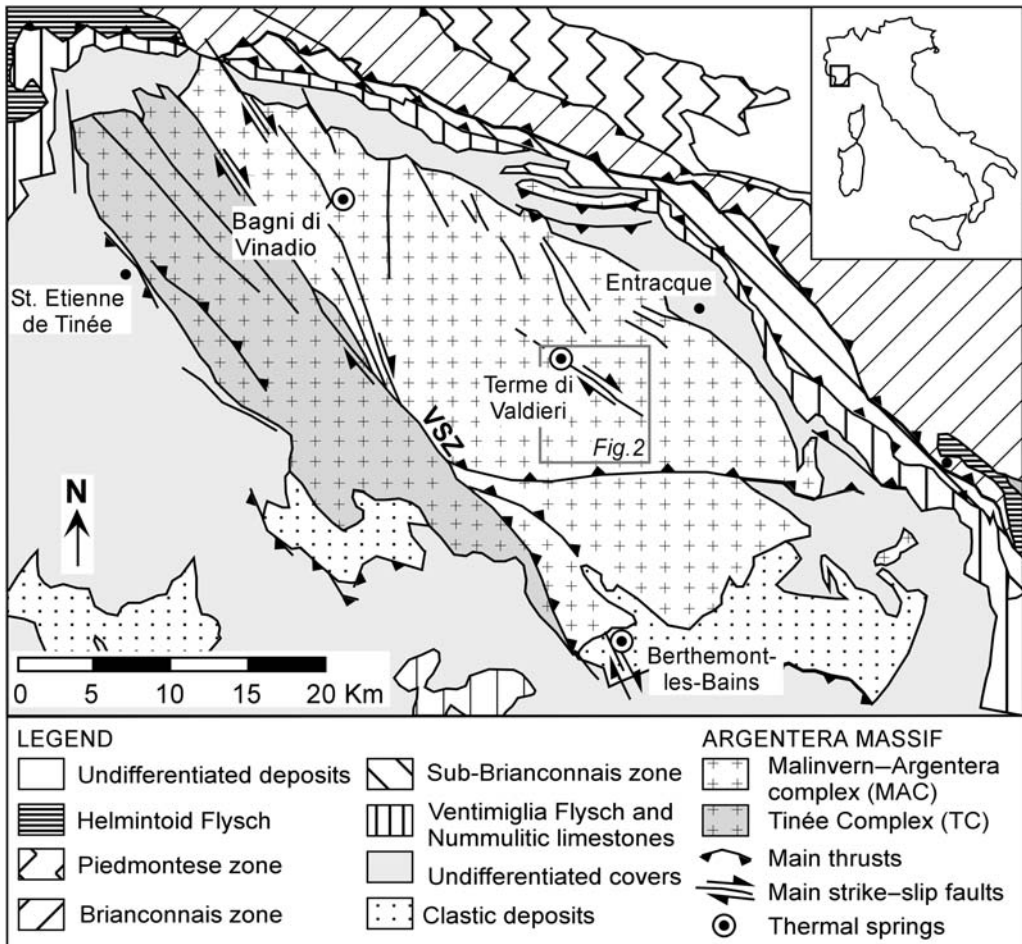 Bagni di
Vinadio
St. Etienne
de Tinée
Entracque
Terme di
Valdieri
Fig.2
VSZ
N
Berthemont-
les-Bains
0 5 10 15 20 Km
LEGEND
Undifferentiated deposits
Helmintoid Flysch
Piedmontese zone
Brianconnais zone
Sub-Brianconnais zone
Ventimiglia Flysch and
Nummulitic limestones
Undifferentiated covers
Clastic deposits
ARGENTERA MASSIF
Malinvern–Argentera
complex (MAC)
Tinée Complex (TC)
Main thrusts
Main strike–slip faults
Thermal springs